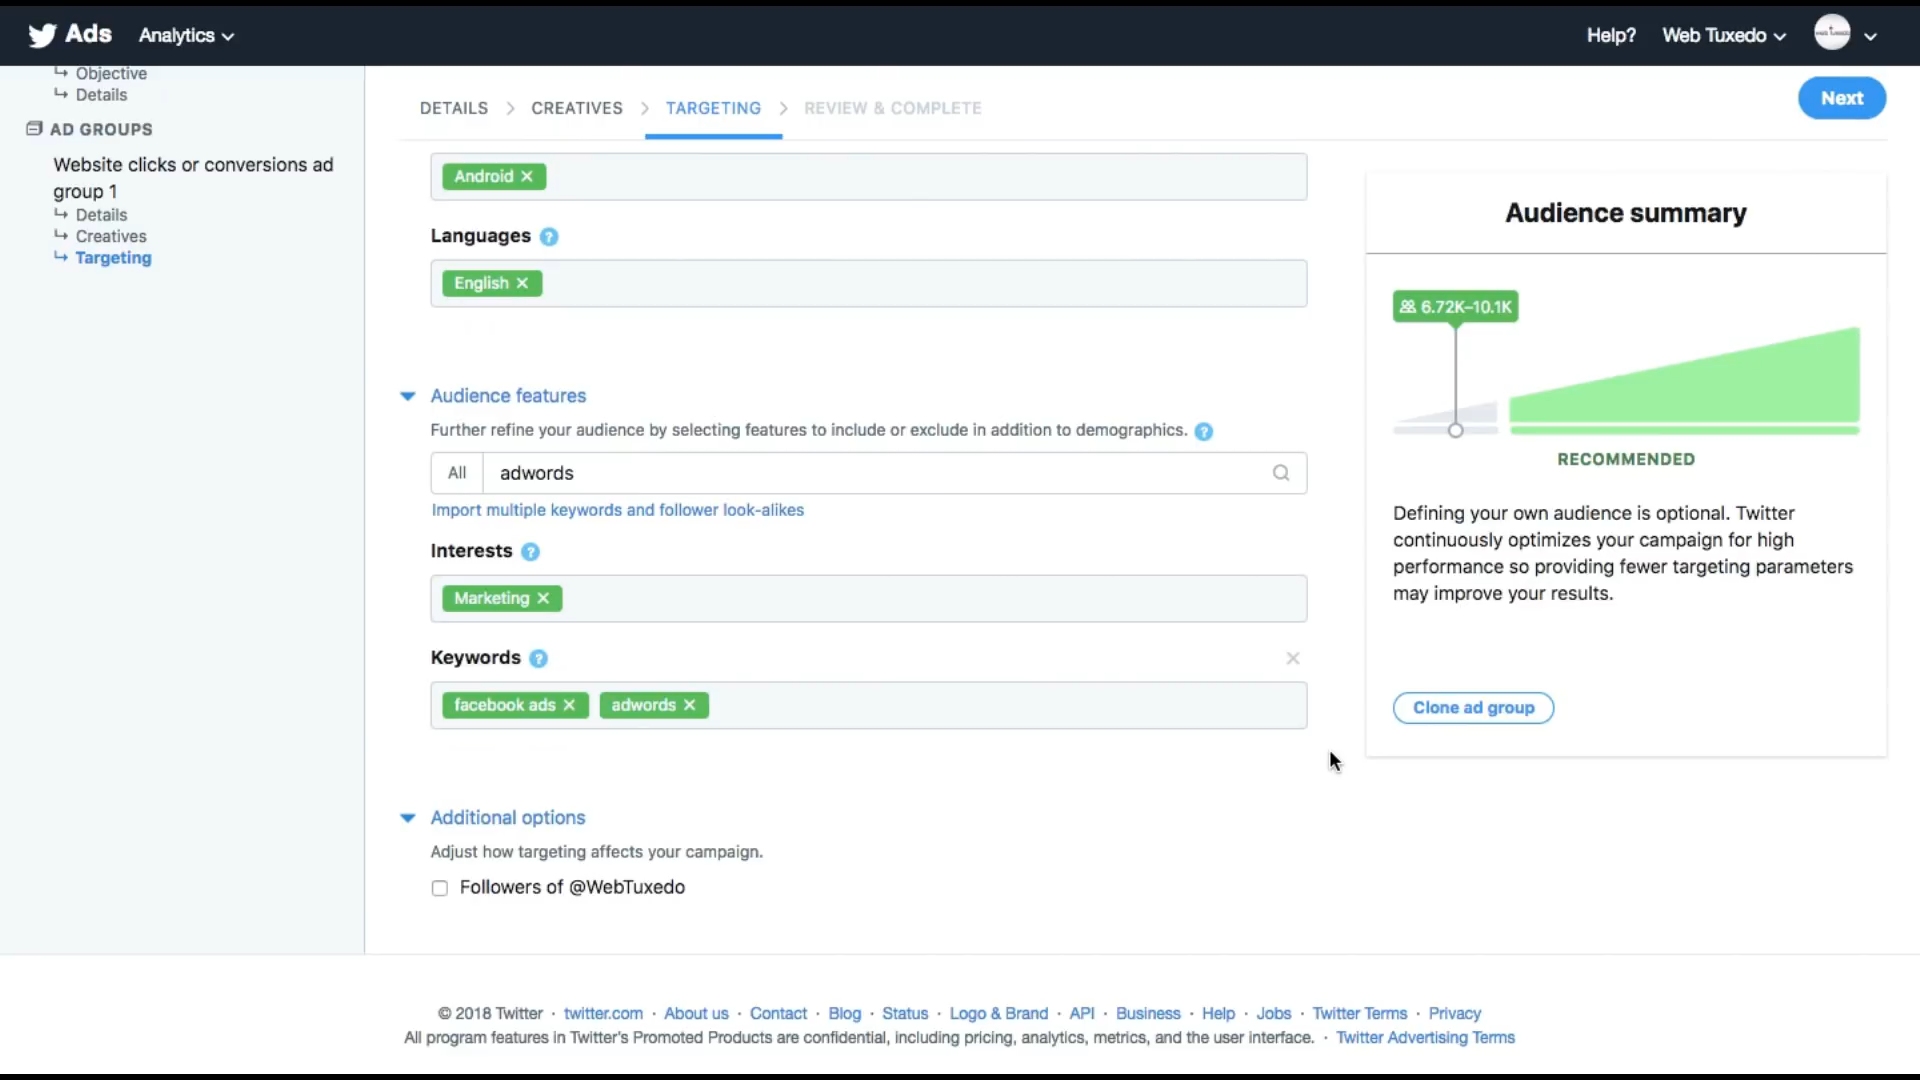 Ads Analytics Help? Web Tuxedo
Objective
Details
AD GROUPS
Website clicks or conversions ad
group 1
Details
Creatives
Targeting
DETAILS CREATIVES TARGETING REVIEW & COMPLETE
Next
Android ×
Languages ?
English ×
Audience features
Further refine your audience by selecting features to include or exclude in addition to demographics. ?
All adwords
Import multiple keywords and follower look-alikes
Interests ?
Marketing ×
Keywords ?
facebook ads × adwords ×
Additional options
Adjust how targeting affects your campaign.
Followers of @WebTuxedo
Audience summary
6.72K–10.1K
RECOMMENDED
Defining your own audience is optional. Twitter
continuously optimizes your campaign for high
performance so providing fewer targeting parameters
may improve your results.
Clone ad group
© 2018 Twitter · twitter.com · About us · Contact · Blog · Status · Logo & Brand · API · Business · Help · Jobs · Twitter Terms · Privacy
All program features in Twitter's Promoted Products are confidential, including pricing, analytics, metrics, and the user interface. · Twitter Advertising Terms